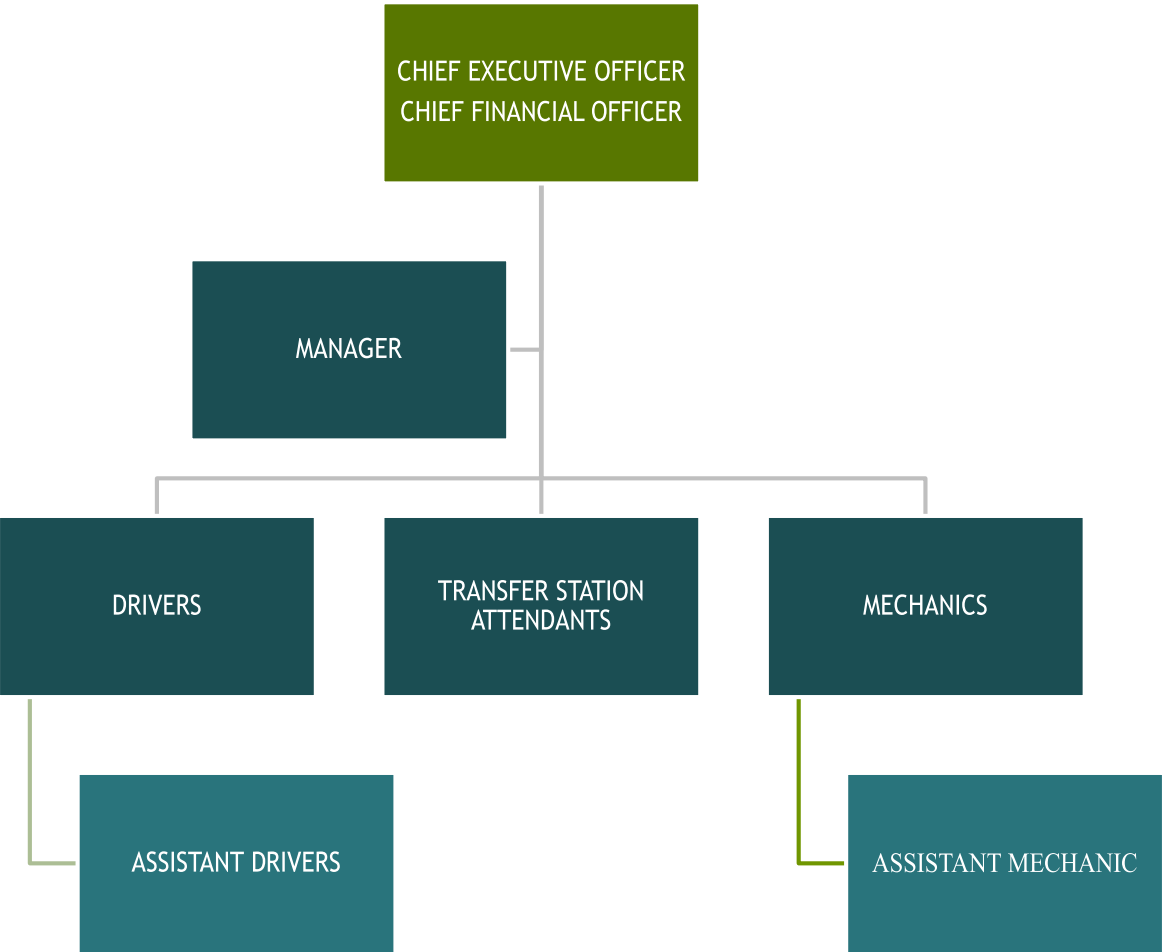 CHIEF EXECUTIVE OFFICER
CHIEF FINANCIAL OFFICER
MANAGER
DRIVERS
TRANSFER STATION
ATTENDANTS
MECHANICS
ASSISTANT DRIVERS
ASSISTANT MECHANIC